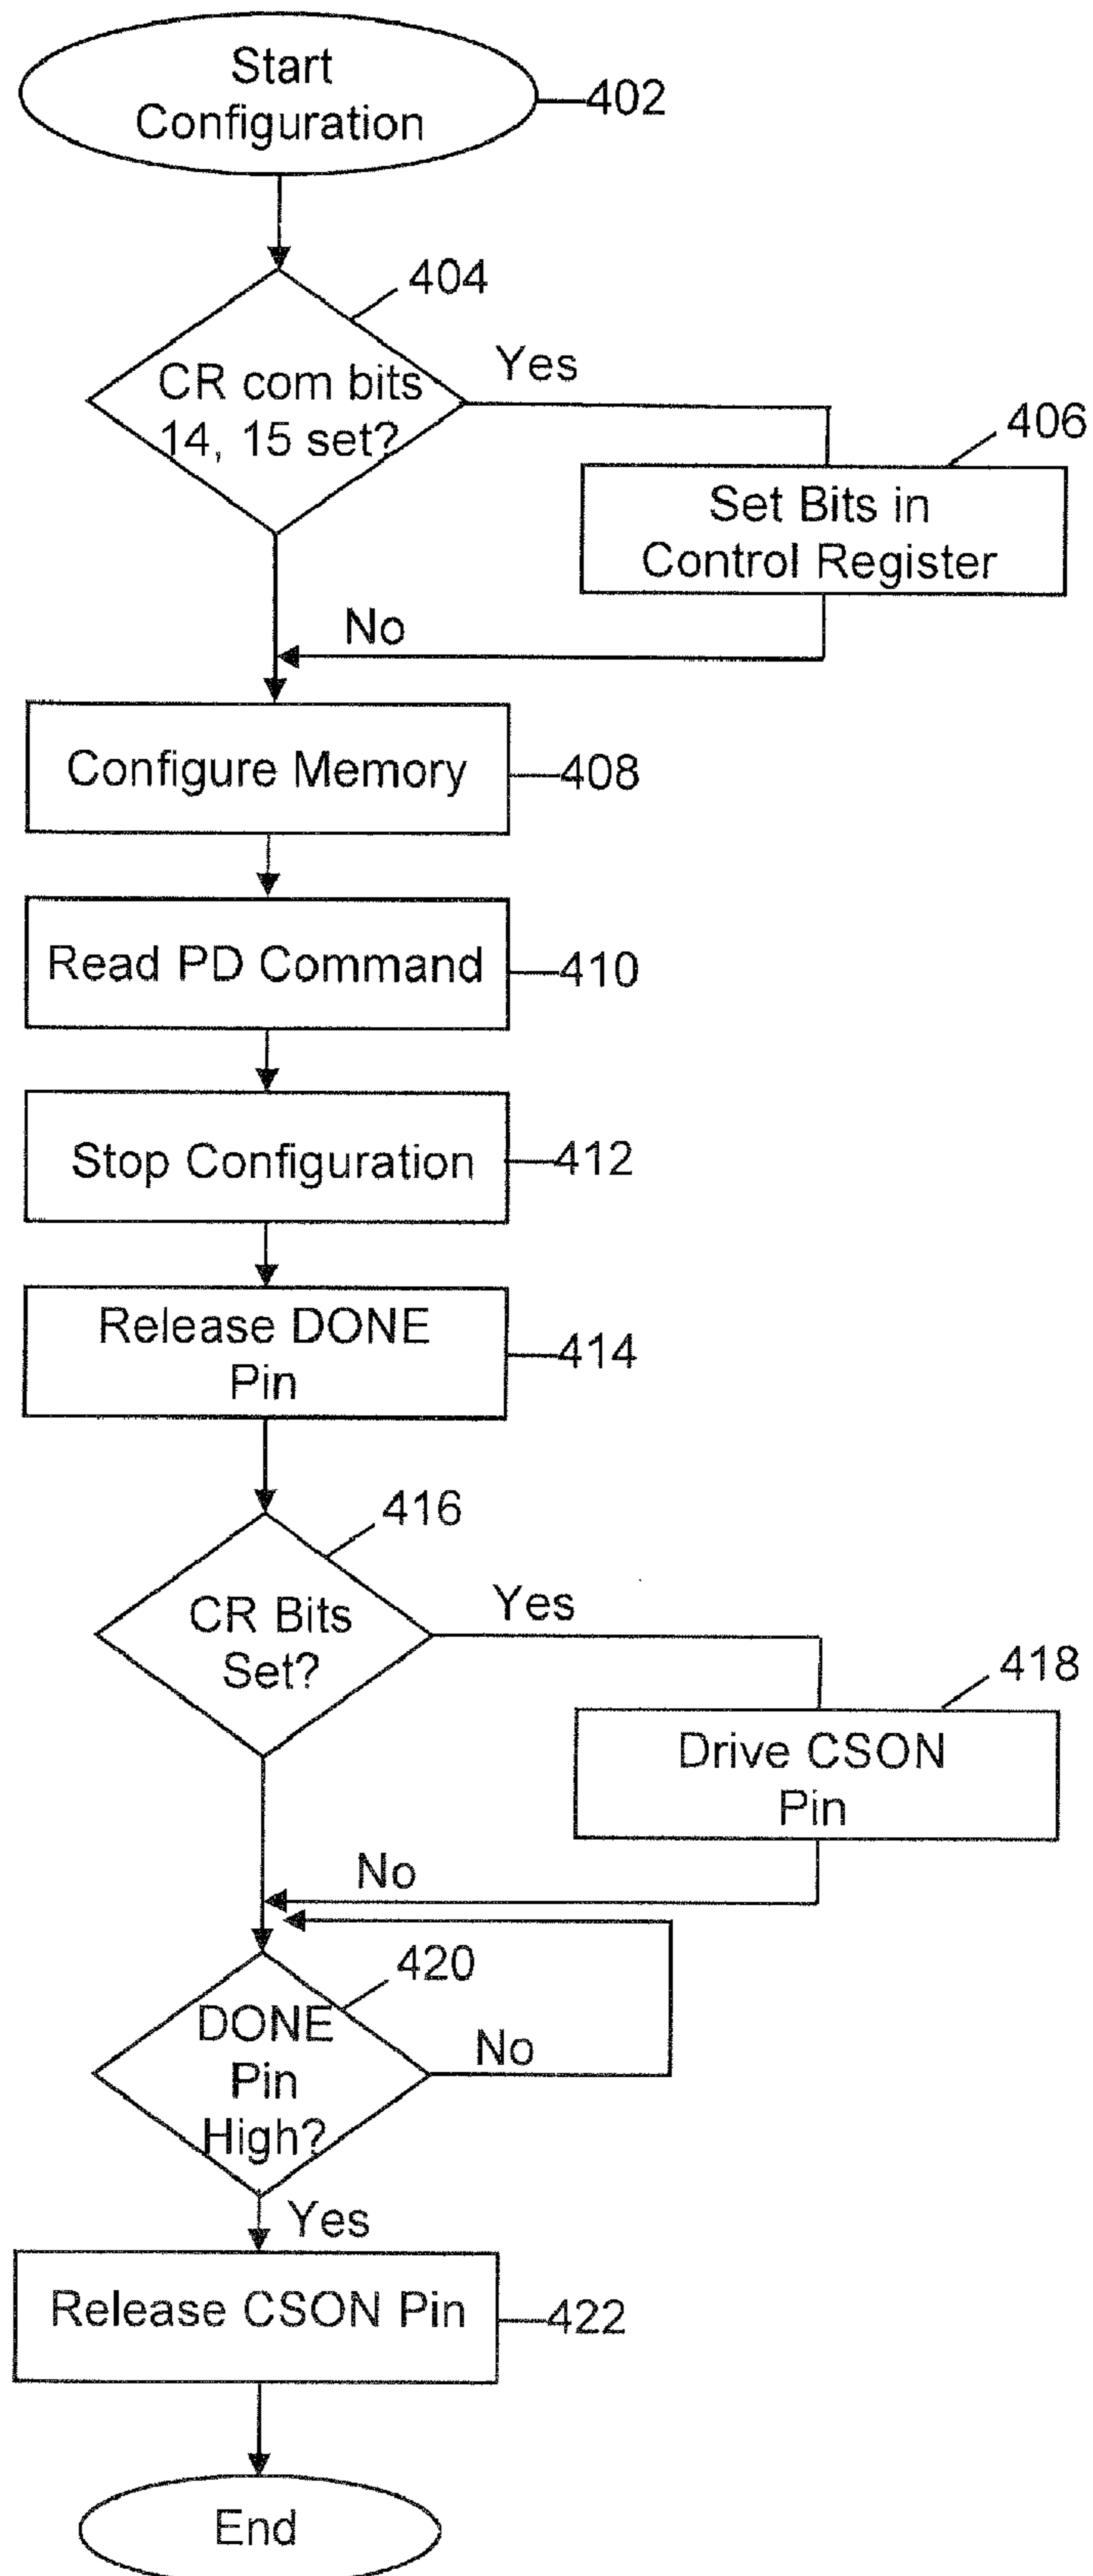 Start
Configuration
402
404
CR com bits
14, 15 set?
Yes
406
Set Bits in
Control Register
No
Configure Memory
408
Read PD Command
410
Stop Configuration
412
Release DONE
Pin
414
416
CR Bits
Set?
Yes
418
Drive CSON
Pin
No
420
DONE
Pin
High?
No
Yes
Release CSON Pin
422
End